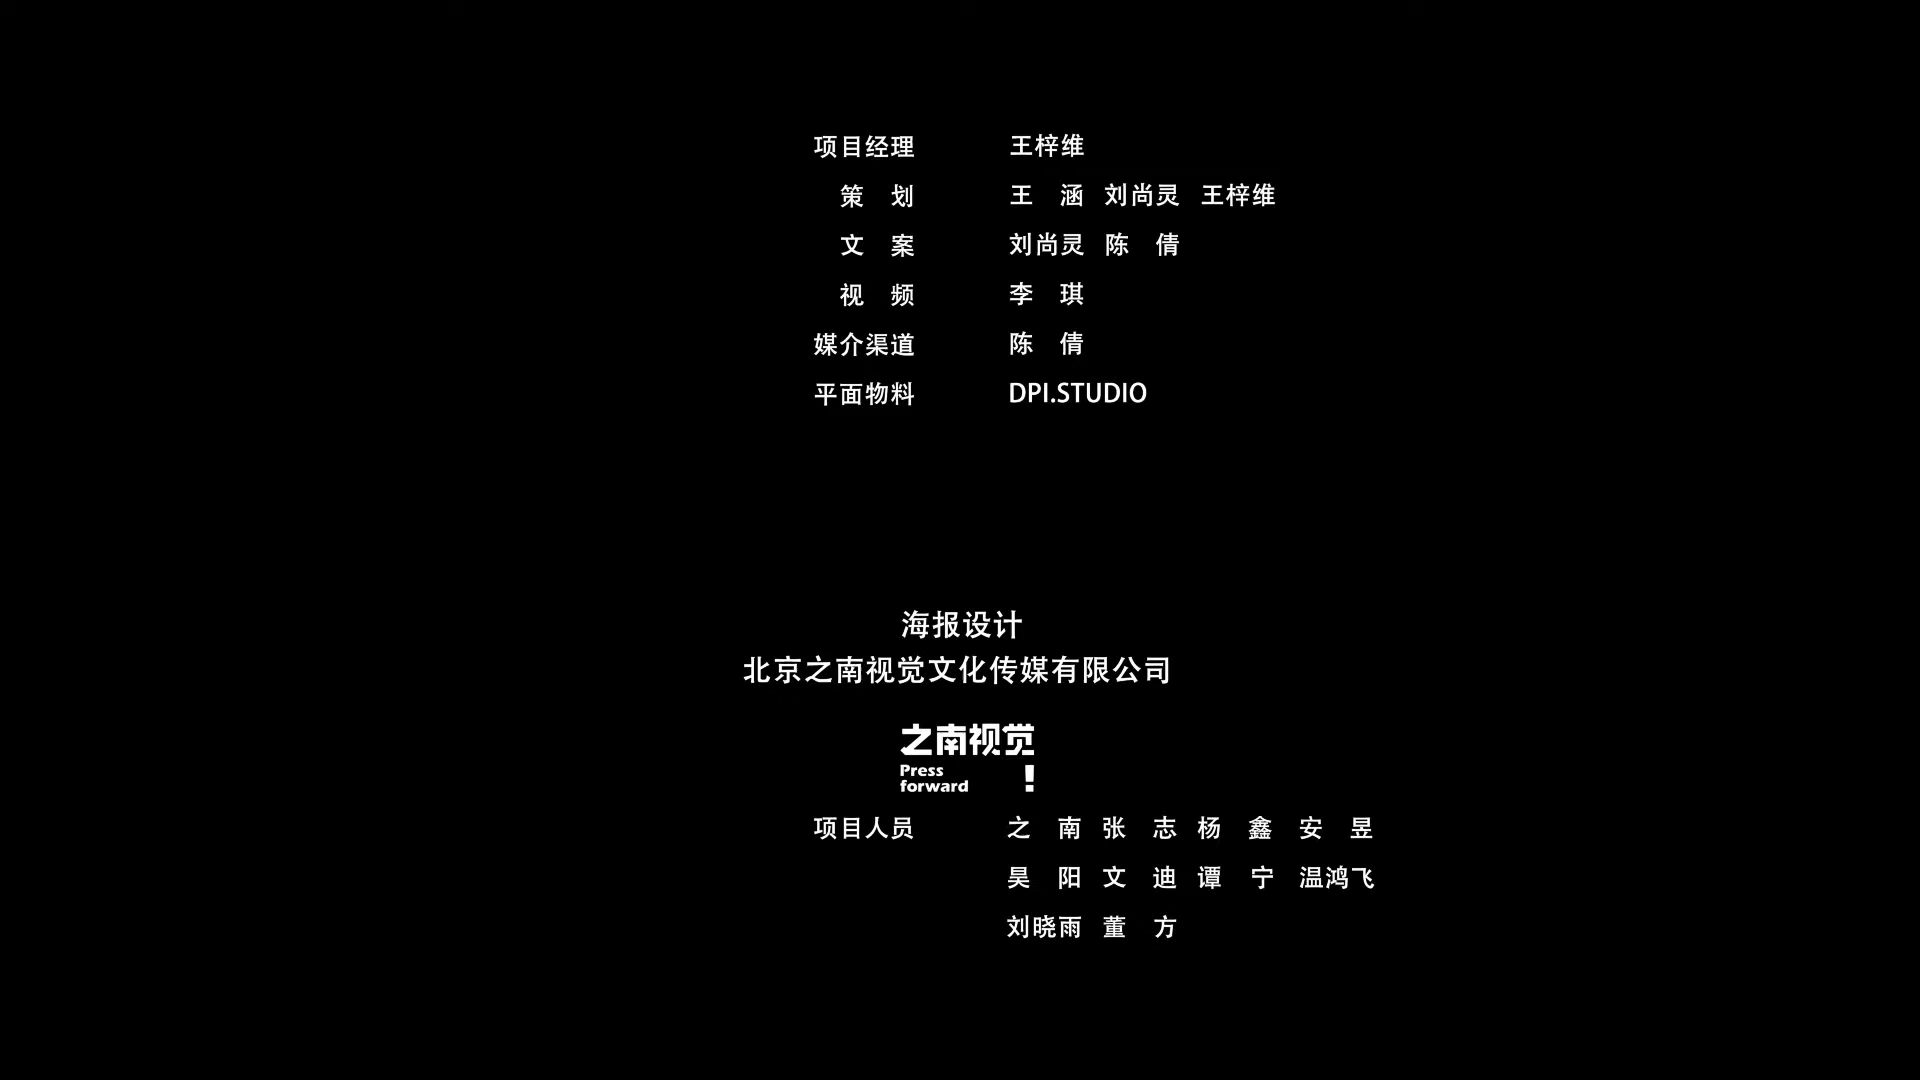 项目经理 王梓维
策 划 王 涵 刘尚灵 王梓维
文 案 刘尚灵 陈 倩
视 频 李 琪
媒介渠道 陈 倩
平面物料 DPI.STUDIO
海报设计
北京之南视觉文化传媒有限公司
之南视觉
Press
forward !
项目人员 之 南 张 志 杨 鑫 安 昱
昊 阳 文 迪 谭 宁 温鸿飞
刘晓雨 董 方